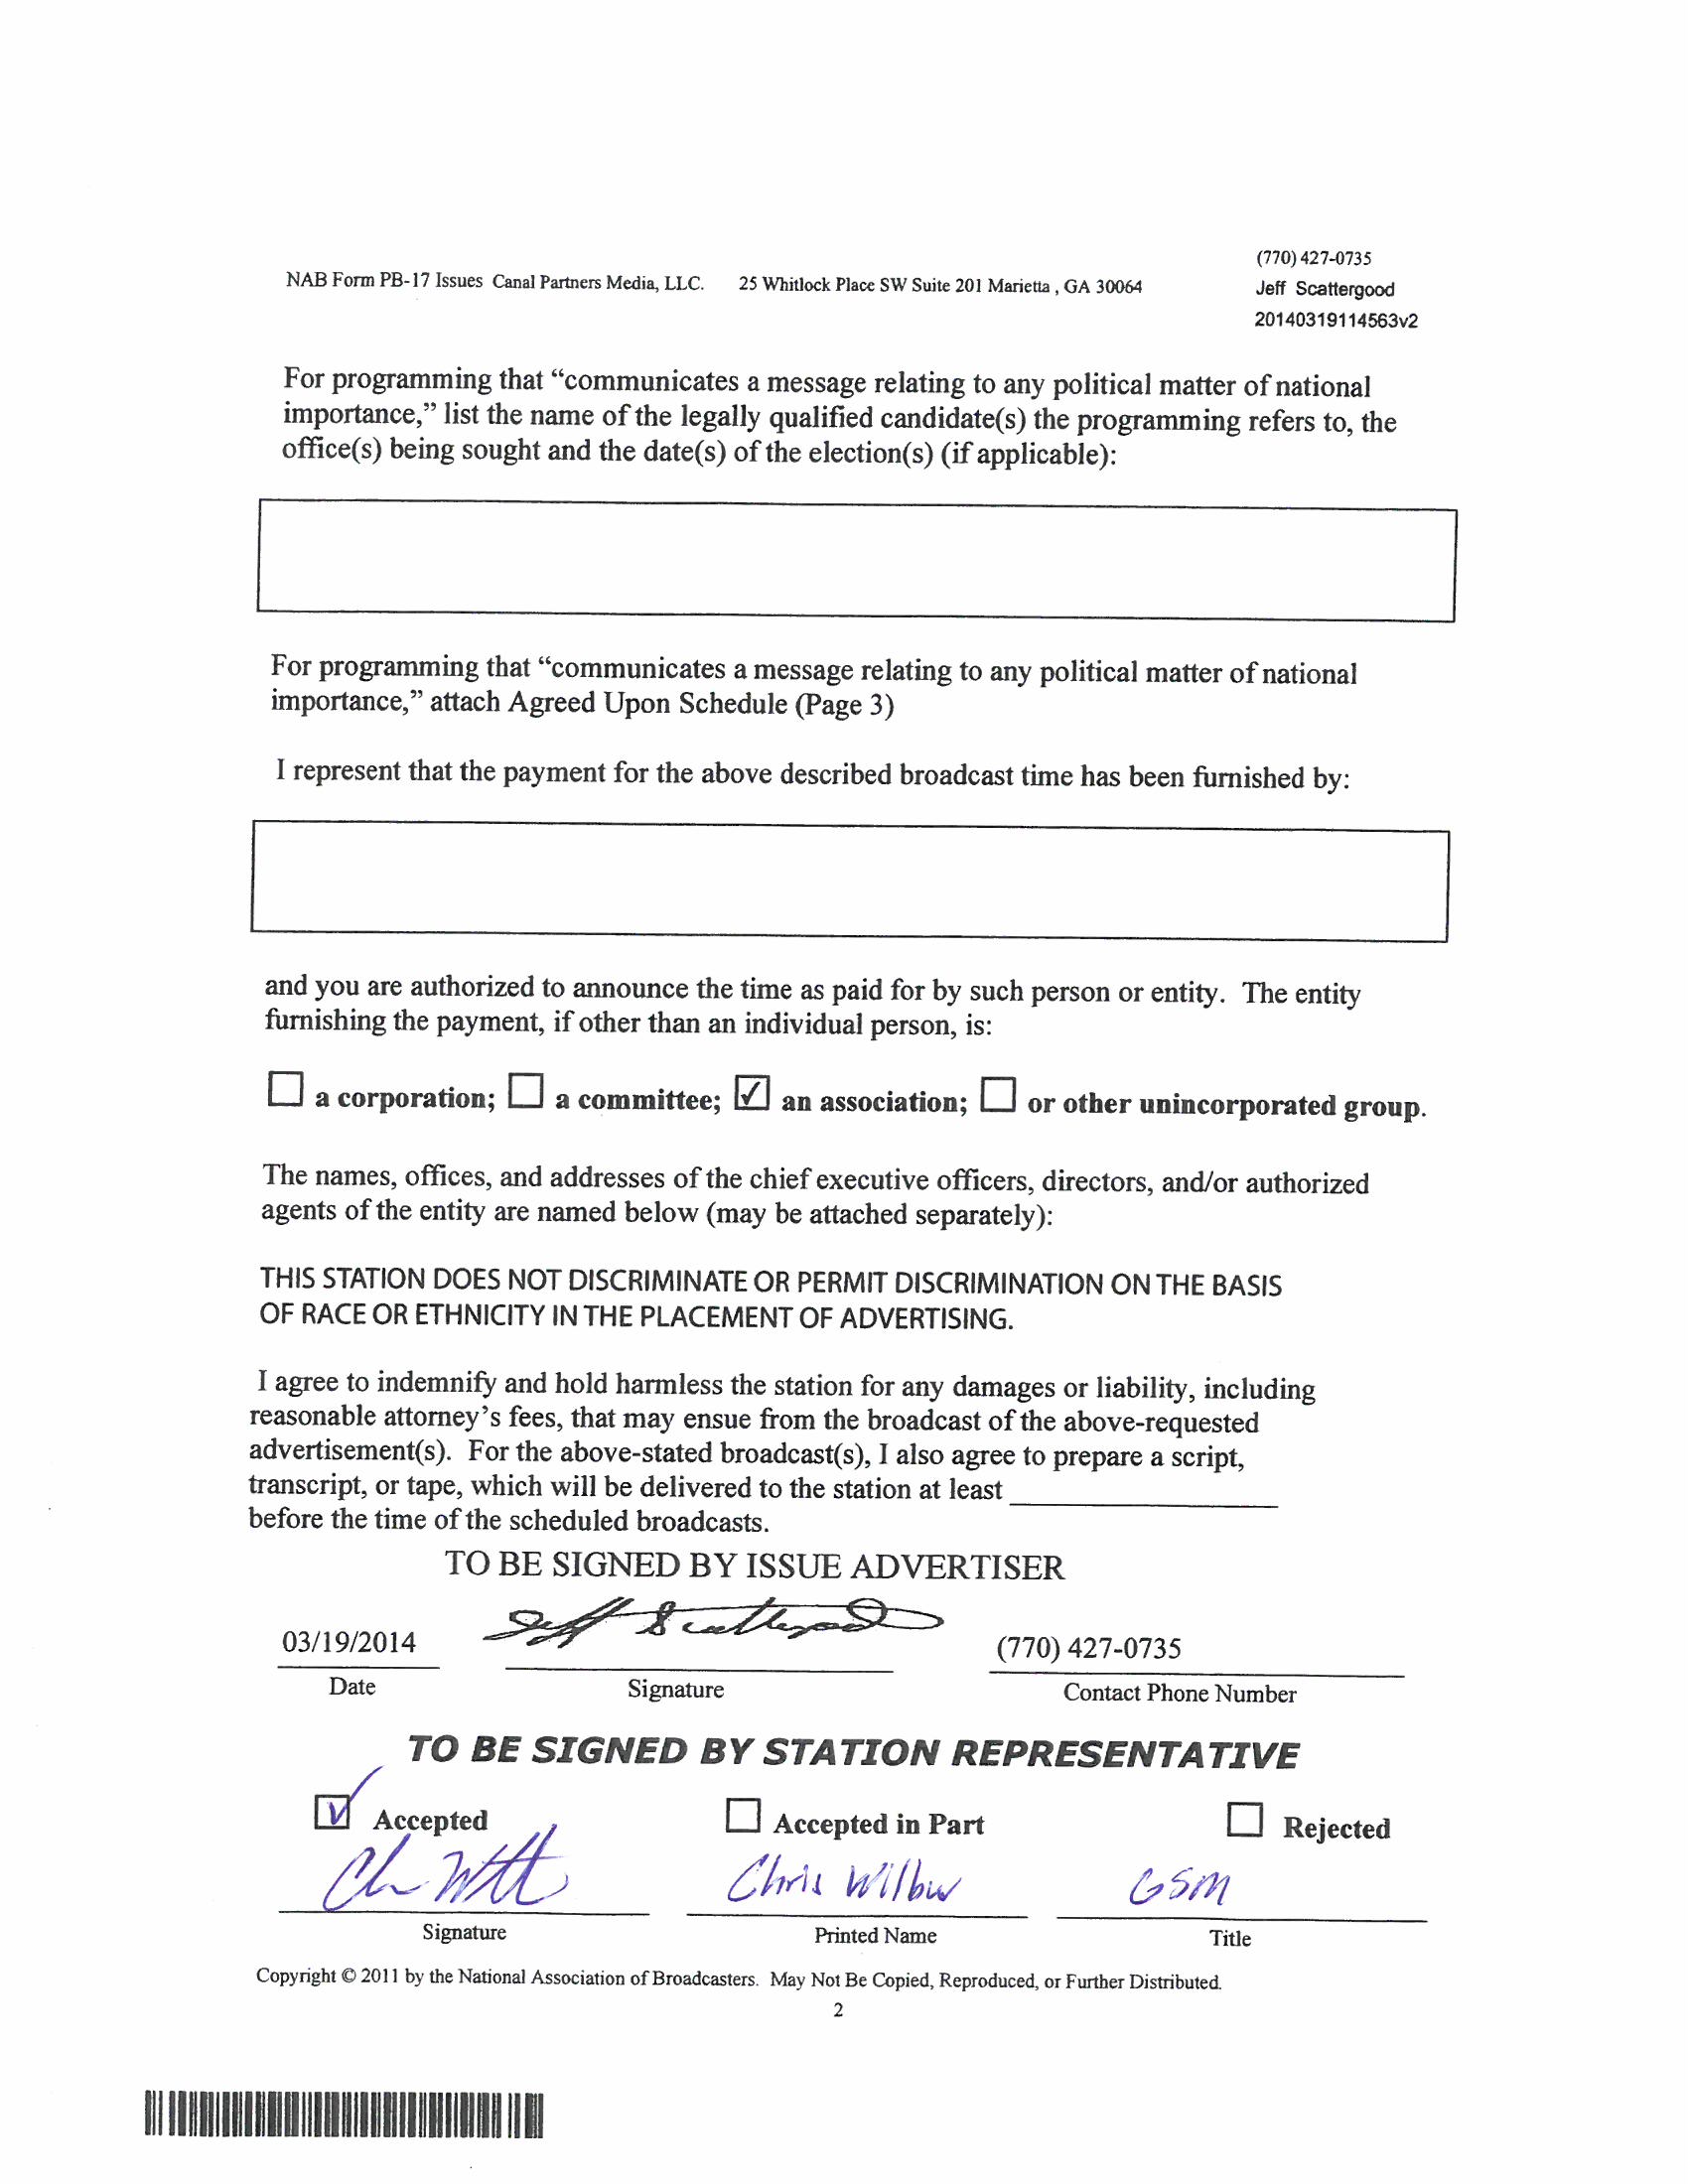 (770) 427-0735
NAB Form PB-17 Issues Canal Partners Media, LLC. 25 Whitlock Place SW Suite 201 Marietta , GA 30064
Jeff Scattergood
20140319114563v2
For programming that “communicates a message relating to any political matter of national
importance,” list the name of the legally qualified candidate(s) the programming refers to, the
office(s) being sought and the date(s) of the election(s) (if applicable):
For programming that “communicates a message relating to any political matter of national
importance,” attach Agreed Upon Schedule (Page 3)
I represent that the payment for the above described broadcast time has been furnished by:
and you are authorized to announce the time as paid for by such person or entity. The entity
furnishing the payment, if other than an individual person, is:
☐ a corporation; ☐ a committee; ☑ an association; ☐ or other unincorporated group.
The names, offices, and addresses of the chief executive officers, directors, and/or authorized
agents of the entity are named below (may be attached separately):
THIS STATION DOES NOT DISCRIMINATE OR PERMIT DISCRIMINATION ON THE BASIS
OF RACE OR ETHNICITY IN THE PLACEMENT OF ADVERTISING.
I agree to indemnify and hold harmless the station for any damages or liability, including
reasonable attorney’s fees, that may ensue from the broadcast of the above-requested
advertisement(s). For the above-stated broadcast(s), I also agree to prepare a script,
transcript, or tape, which will be delivered to the station at least
before the time of the scheduled broadcasts.
TO BE SIGNED BY ISSUE ADVERTISER
03/19/2014 Jeff Scattergood (770) 427-0735
Date Signature Contact Phone Number
TO BE SIGNED BY STATION REPRESENTATIVE
☑ Accepted ☐ Accepted in Part ☐ Rejected
Chris Wilbur GSM
Signature Printed Name Title
Copyright © 2011 by the National Association of Broadcasters. May Not Be Copied, Reproduced, or Further Distributed.
2